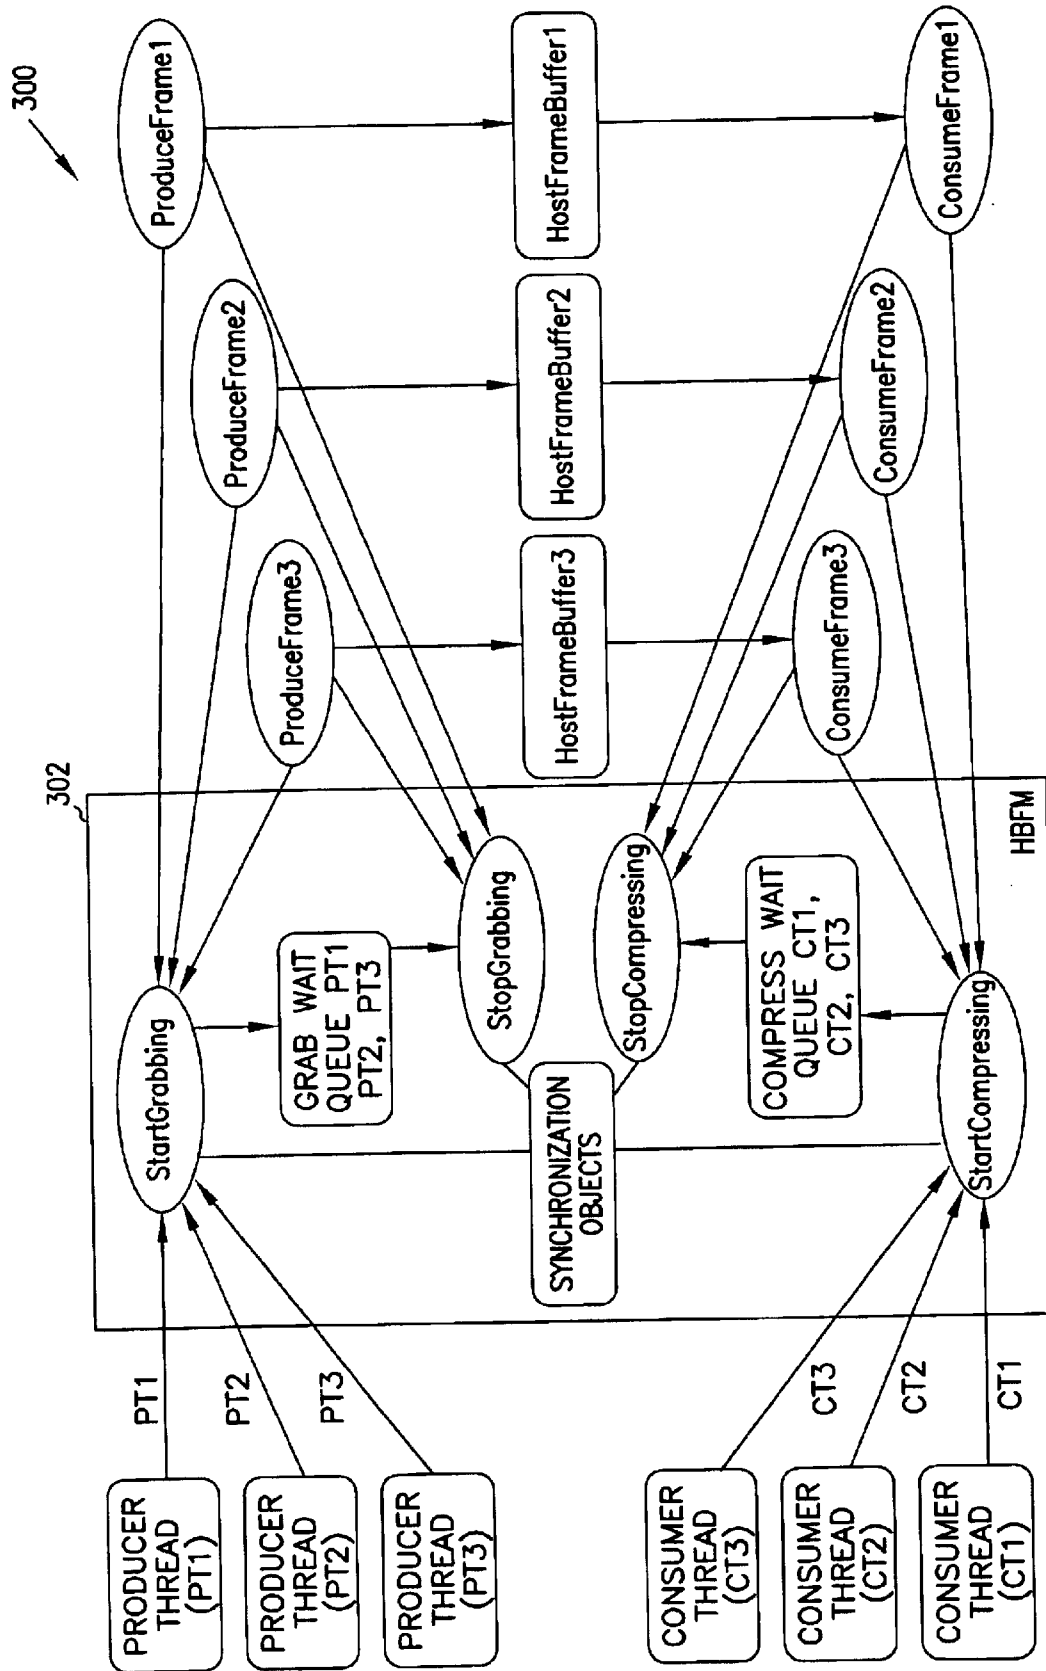 300
302
PRODUCER
THREAD
(PT1)
PRODUCER
THREAD
(PT2)
PRODUCER
THREAD
(PT3)
PT1
PT2
PT3
StartGrabbing
GRAB WAIT
QUEUE PT1
PT2, PT3
StopGrabbing
ProduceFrame3
ProduceFrame2
ProduceFrame1
SYNCHRONIZATION
OBJECTS
HostFrameBuffer3
HostFrameBuffer2
HostFrameBuffer1
StopCompressing
COMPRESS WAIT
QUEUE CT1,
CT2, CT3
StartCompressing
ConsumeFrame3
ConsumeFrame2
ConsumeFrame1
CONSUMER
THREAD
(CT3)
CONSUMER
THREAD
(CT2)
CONSUMER
THREAD
(CT1)
CT3
CT2
CT1
HBFM